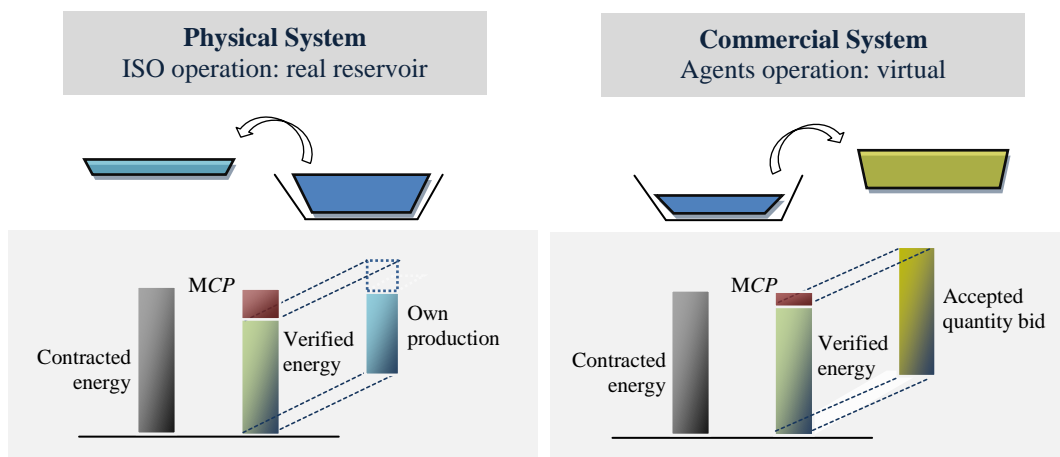 Physical System
ISO operation: real reservoir
Commercial System
Agents operation: virtual
MCP
Contracted
energy
Verified
energy
Own
production
MCP
Contracted
energy
Verified
energy
Accepted
quantity bid